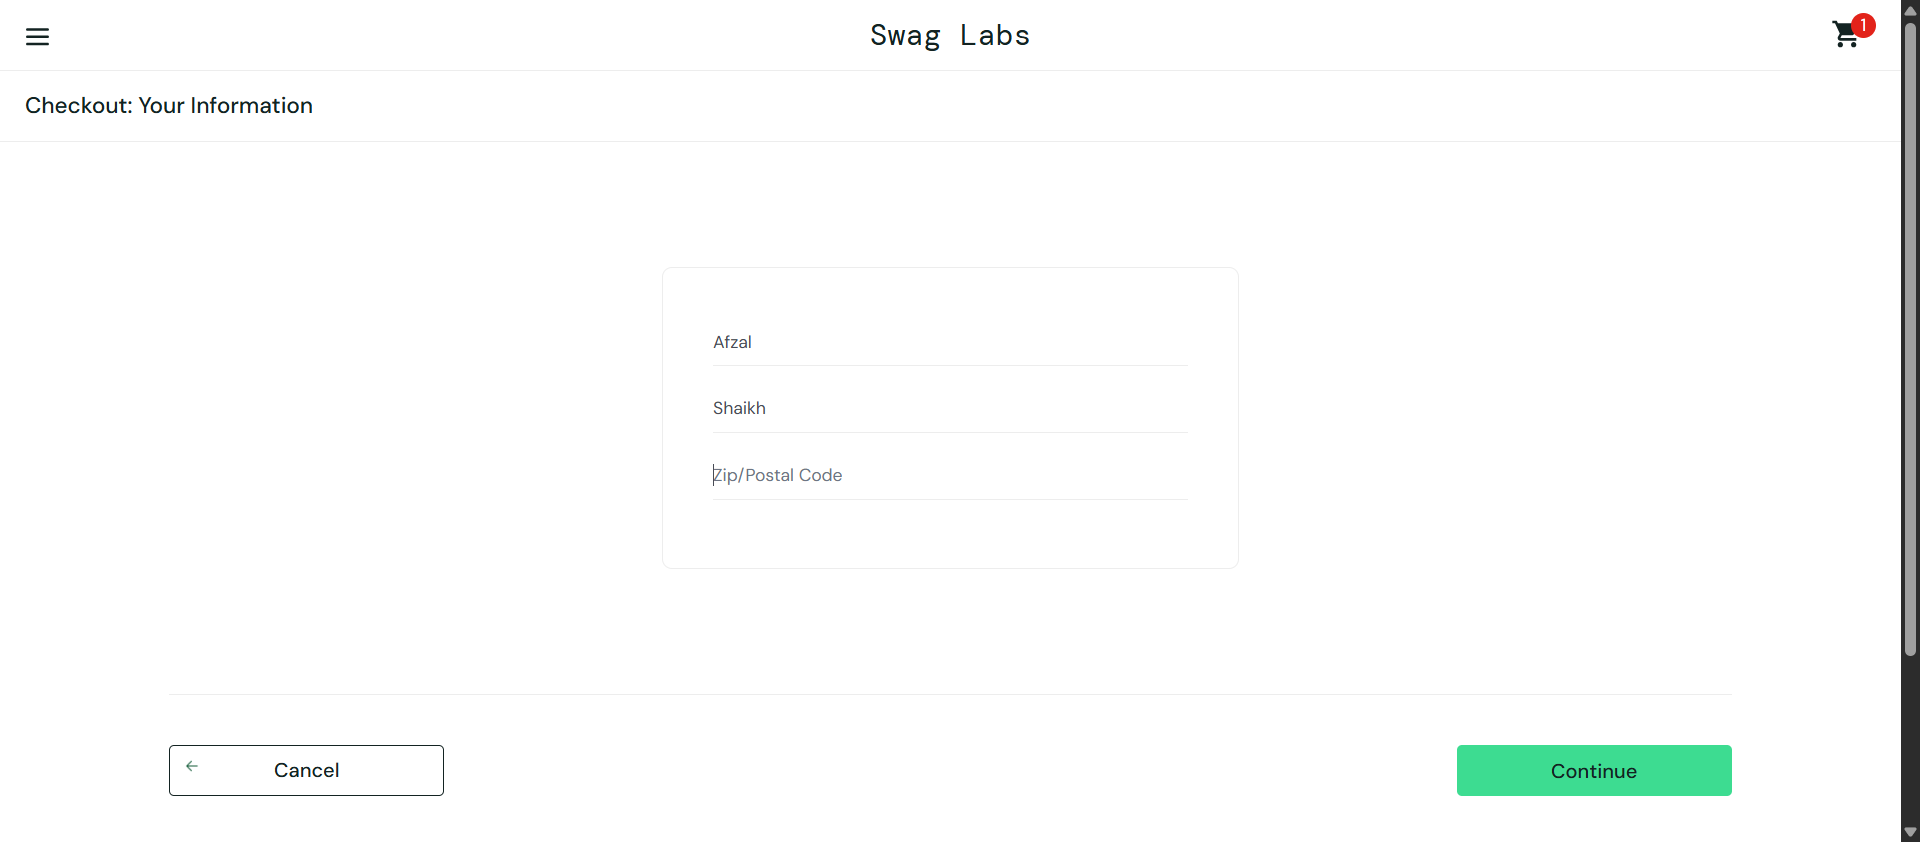 Swag Labs
1
Checkout: Your Information
Afzal
Shaikh
Zip/Postal Code
Cancel
Continue